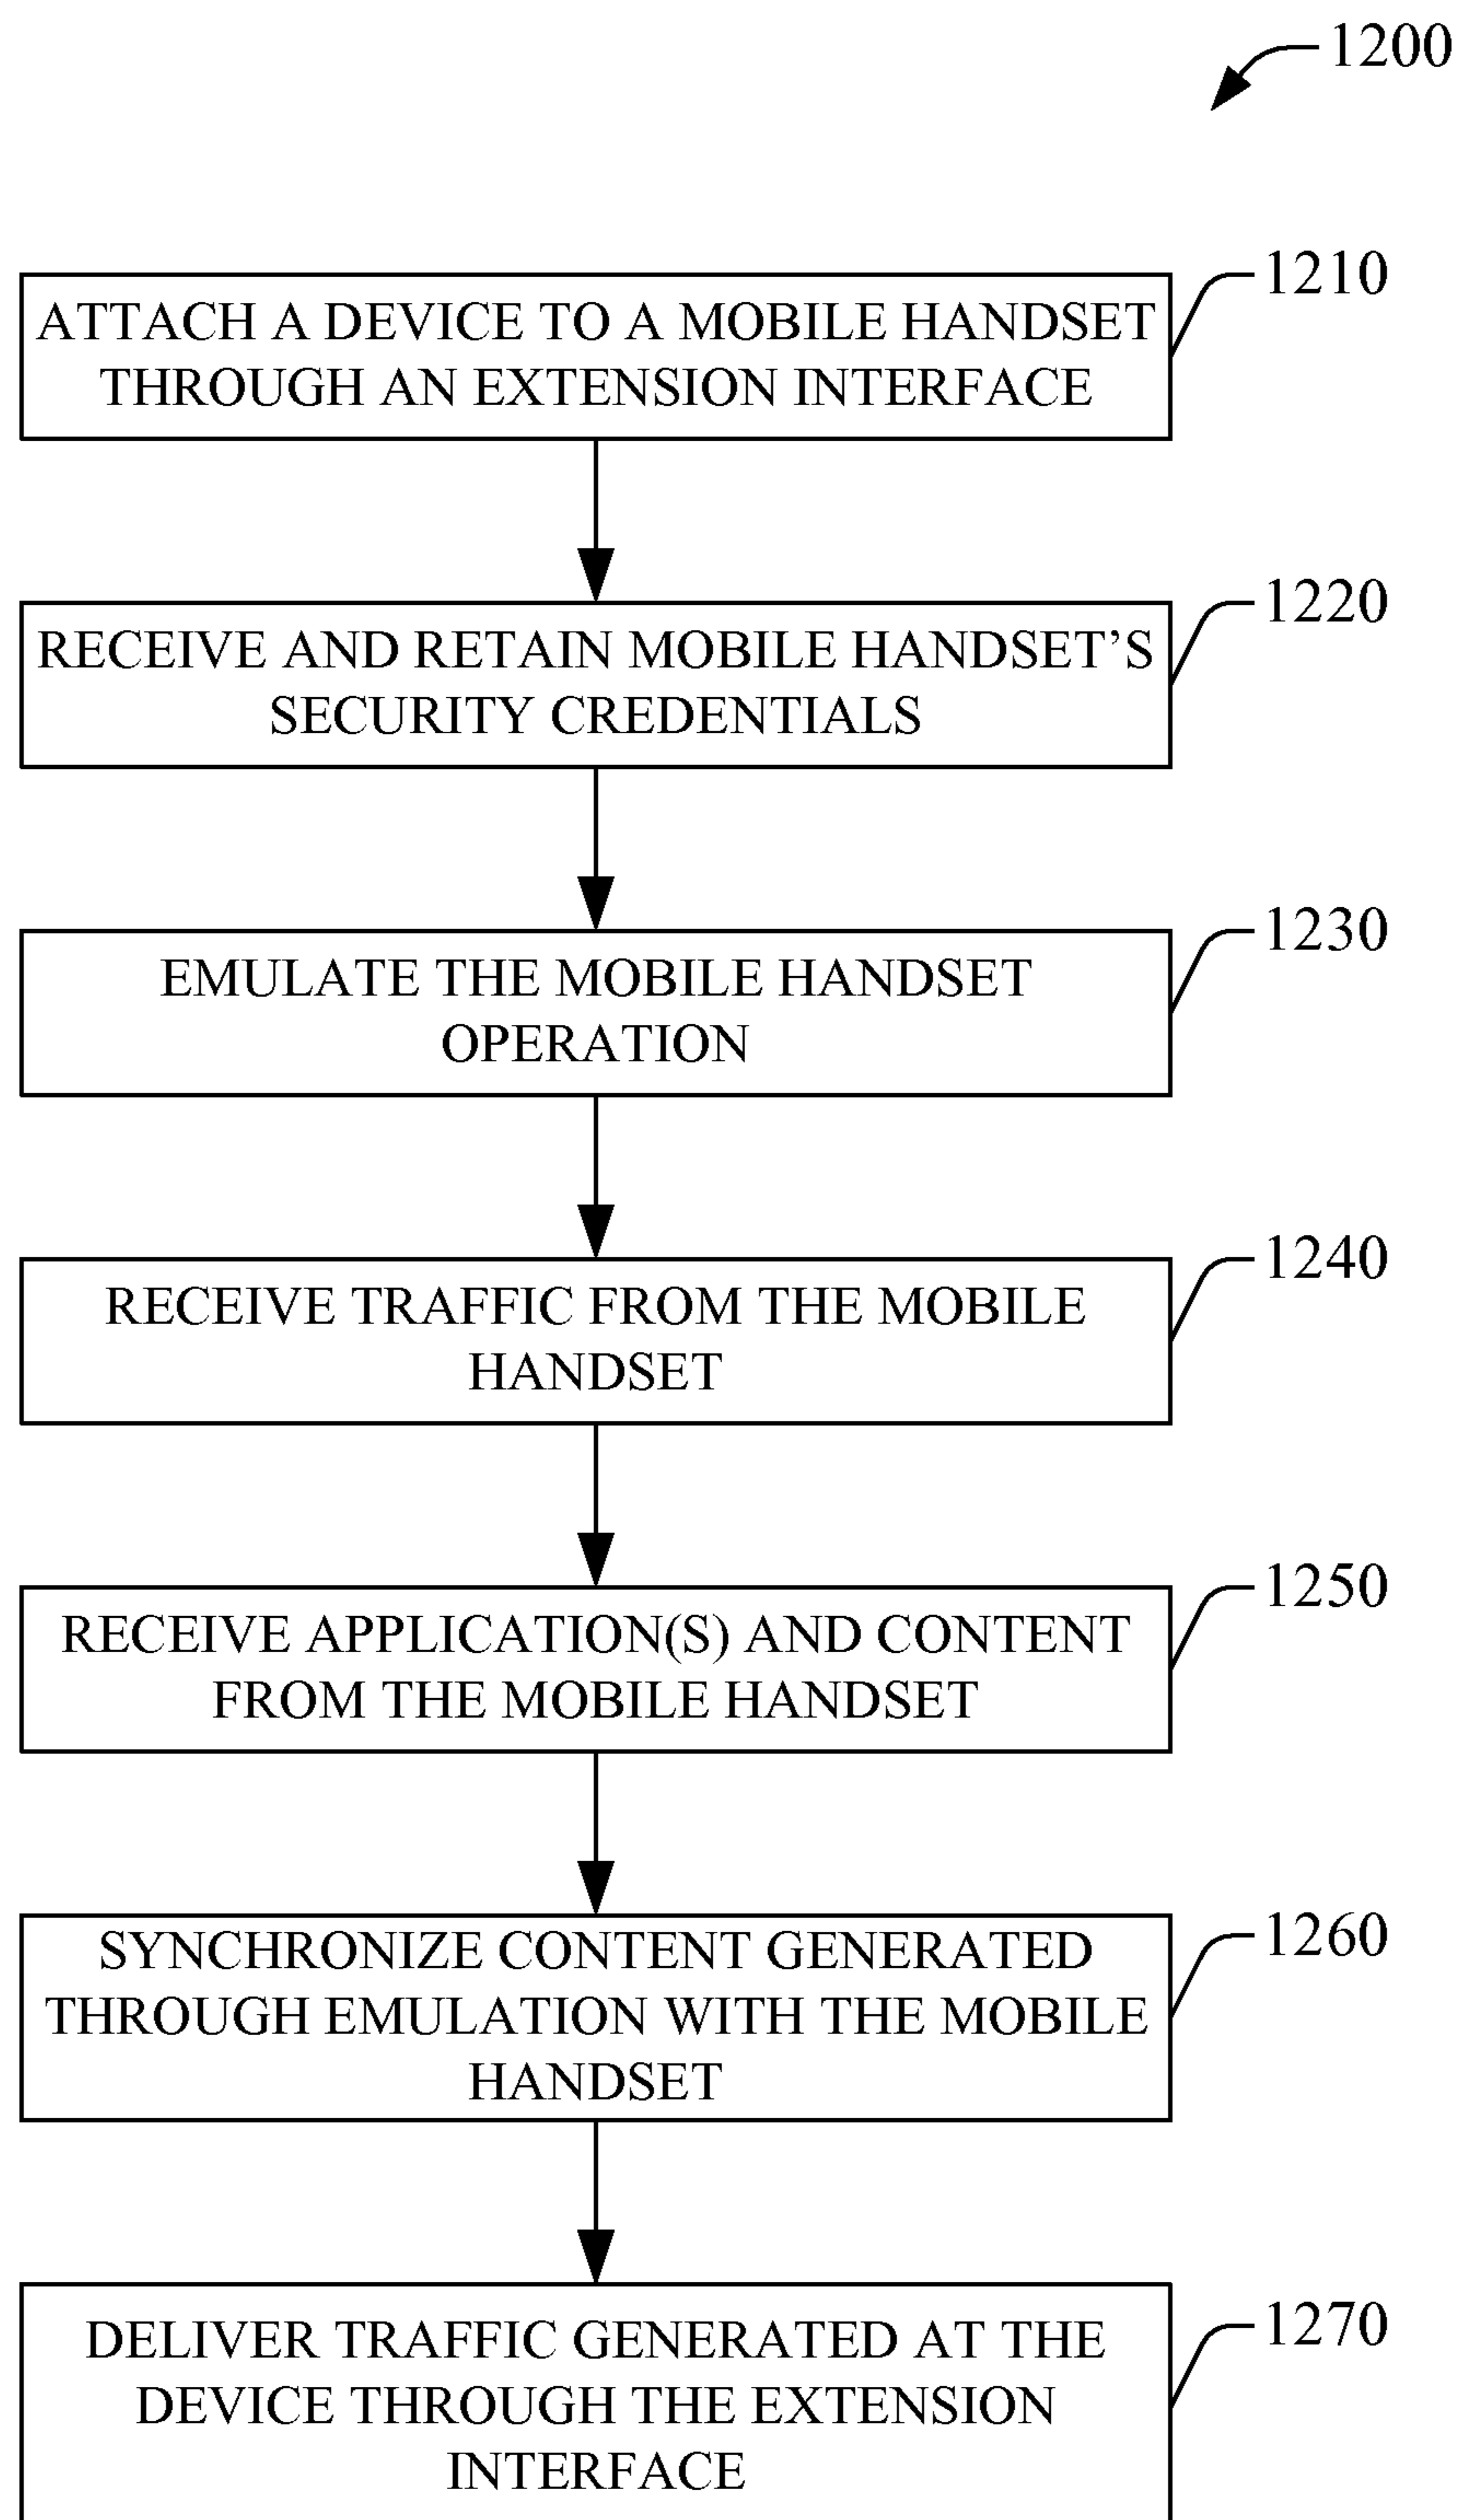 1200
1210
ATTACH A DEVICE TO A MOBILE HANDSET
THROUGH AN EXTENSION INTERFACE
1220
RECEIVE AND RETAIN MOBILE HANDSET'S
SECURITY CREDENTIALS
1230
EMULATE THE MOBILE HANDSET
OPERATION
1240
RECEIVE TRAFFIC FROM THE MOBILE
HANDSET
1250
RECEIVE APPLICATION(S) AND CONTENT
FROM THE MOBILE HANDSET
1260
SYNCHRONIZE CONTENT GENERATED
THROUGH EMULATION WITH THE MOBILE
HANDSET
1270
DELIVER TRAFFIC GENERATED AT THE
DEVICE THROUGH THE EXTENSION
INTERFACE